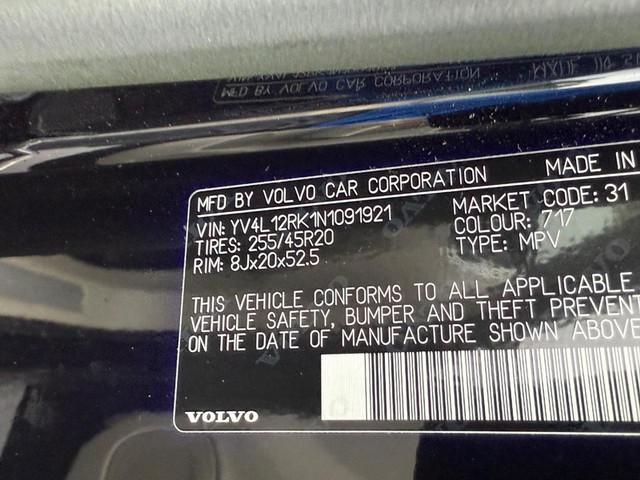 MFD BY VOLVO CAR CORPORATION MADE IN
VIN: YV4L12RK1N1091921 MARKET CODE: 31
TIRES: 255/45R20 COLOUR: 717
RIM: 8Jx20x52.5 TYPE: MPV
THIS VEHICLE CONFORMS TO ALL APPLICABLE
VEHICLE SAFETY, BUMPER AND THEFT PREVENT
ON THE DATE OF MANUFACTURE SHOWN ABOVE
VOLVO